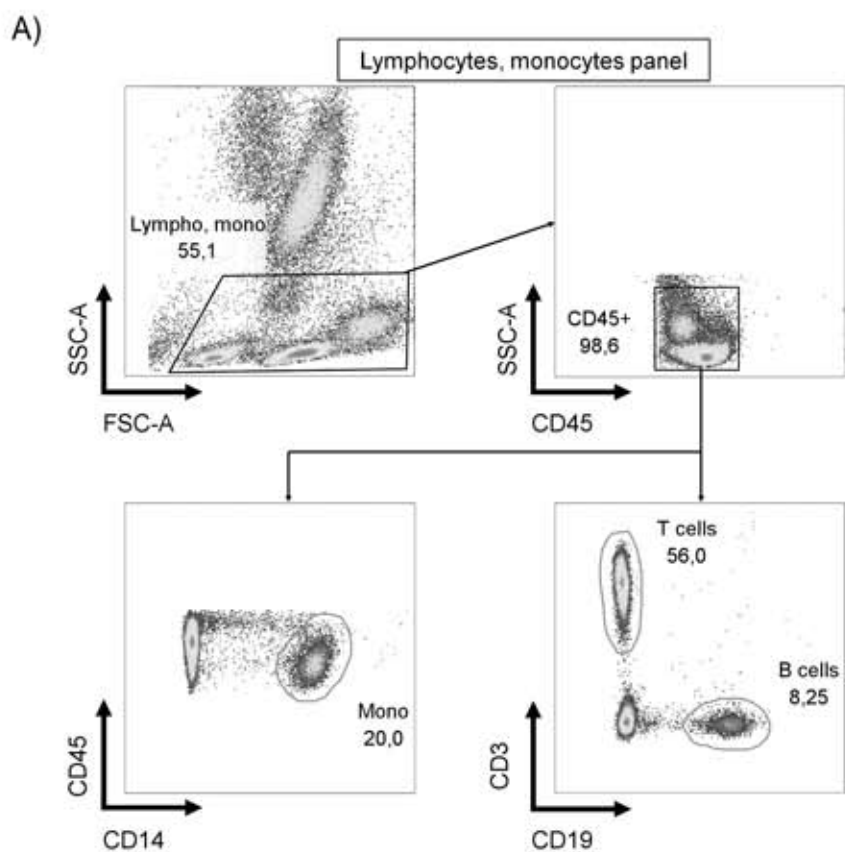 A)
Lymphocytes, monocytes panel
Lympho, mono
55,1
SSC-A
FSC-A
CD45+
98,6
SSC-A
CD45
Mono
20,0
CD45
CD14
T cells
56,0
B cells
8,25
CD3
CD19